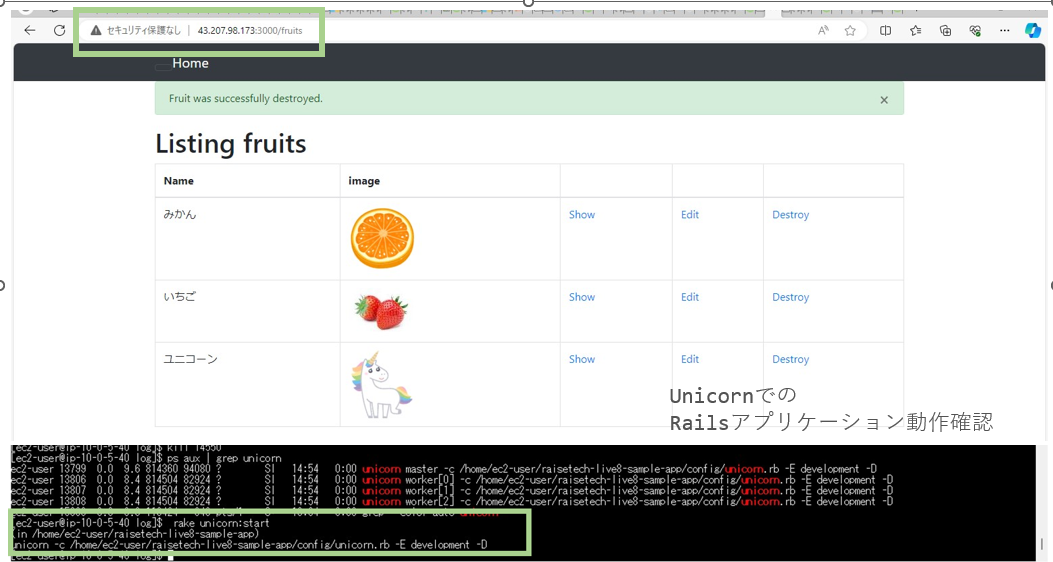 セキュリティ保護なし | 43.207.98.173:3000/fruits
Home
Fruit was successfully destroyed. ×
Listing fruits
Name image
みかん Show Edit Destroy
いちご Show Edit Destroy
ユニコーン Show Edit Destroy
Unicornでの
Railsアプリケーション動作確認
[ec2-user@ip-10-0-5-40 log]$ kill 14550
[ec2-user@ip-10-0-5-40 log]$ ps aux | grep unicorn
ec2-user 13799 0.0 9.6 814360 94080 ? Sl 14:54 0:00 unicorn master -c /home/ec2-user/raisetech-live8-sample-app/config/unicorn.rb -E development -D
ec2-user 13806 0.0 8.4 814504 82924 ? Sl 14:54 0:00 unicorn worker[0] -c /home/ec2-user/raisetech-live8-sample-app/config/unicorn.rb -E development -D
ec2-user 13807 0.0 8.4 814504 82924 ? Sl 14:54 0:00 unicorn worker[1] -c /home/ec2-user/raisetech-live8-sample-app/config/unicorn.rb -E development -D
ec2-user 13808 0.0 8.4 814504 82924 ? Sl 14:54 0:00 unicorn worker[2] -c /home/ec2-user/raisetech-live8-sample-app/config/unicorn.rb -E development -D
[ec2-user@ip-10-0-5-40 log]$ rake unicorn:start
(in /home/ec2-user/raisetech-live8-sample-app)
unicorn -c /home/ec2-user/raisetech-live8-sample-app/config/unicorn.rb -E development -D
[ec2-user@ip-10-0-5-40 log]$